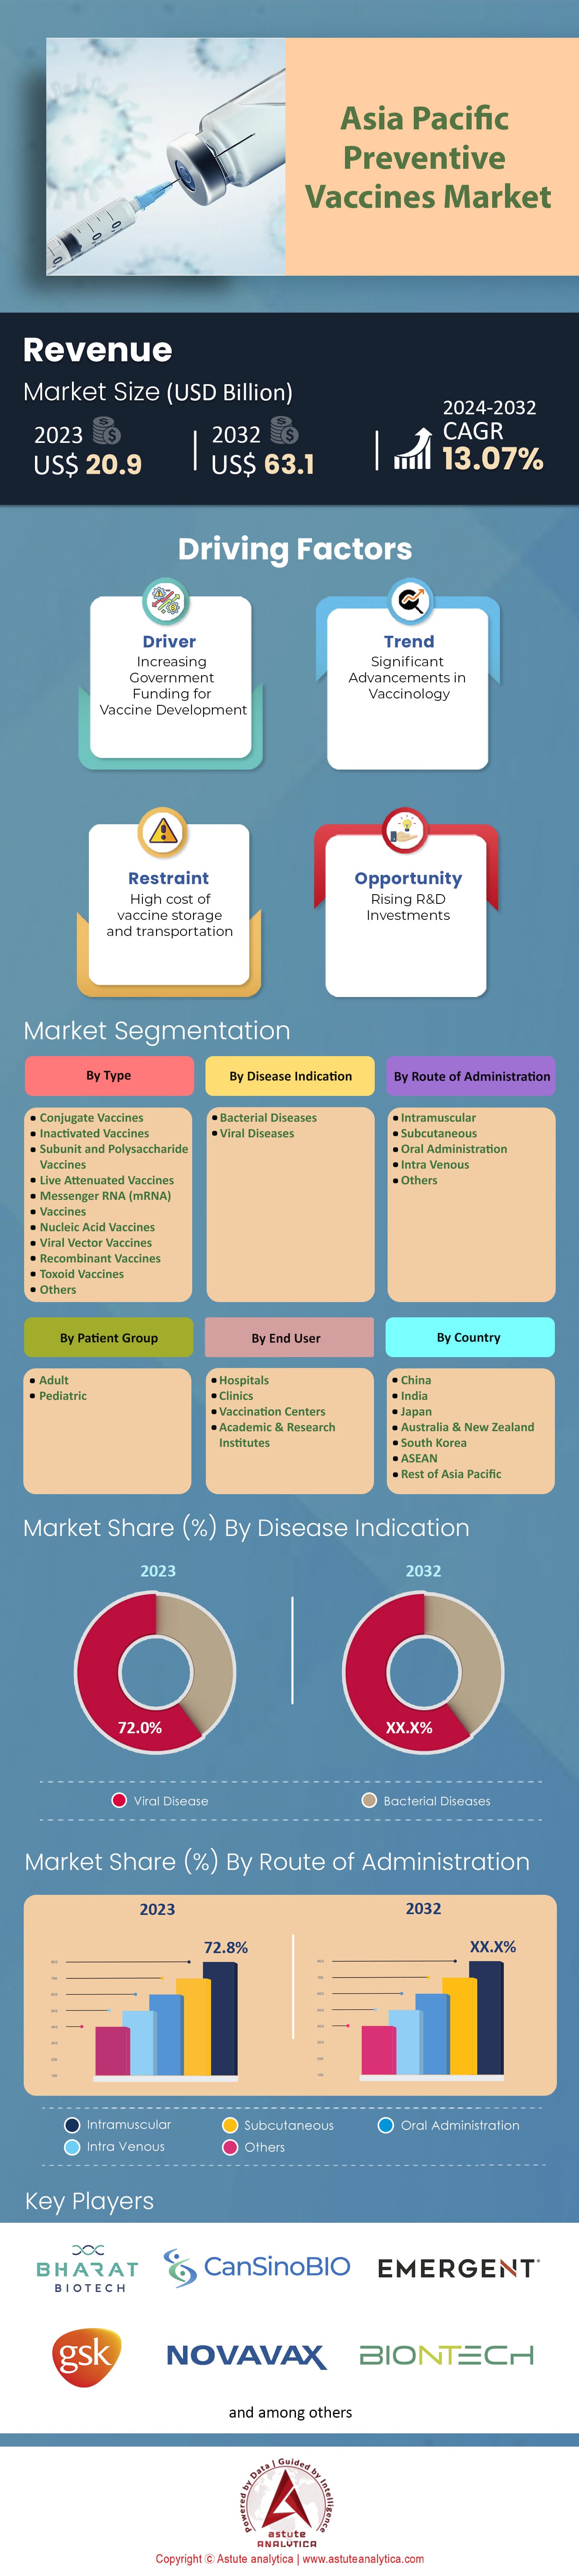 Asia Pacific
Preventive
Vaccines Market
Revenue
Market Size (USD Billion)
2023
US$ 20.9
2032
US$ 63.1
2024-2032
CAGR
13.07%
Driving Factors
Driver
Increasing
Government
Funding for
Vaccine Development
Trend
Significant
Advancements in
Vaccinology
Restraint
High cost of
vaccine storage
and transportation
Opportunity
Rising R&D
Investments
Market Segmentation
By Type
Conjugate Vaccines
Inactivated Vaccines
Subunit and Polysaccharide
Vaccines
Live Attenuated Vaccines
Messenger RNA (mRNA)
Vaccines
Nucleic Acid Vaccines
Viral Vector Vaccines
Recombinant Vaccines
Toxoid Vaccines
Others
By Disease Indication
Bacterial Diseases
Viral Diseases
By Route of Administration
Intramuscular
Subcutaneous
Oral Administration
Intra Venous
Others
By Patient Group
Adult
Pediatric
By End User
Hospitals
Clinics
Vaccination Centers
Academic & Research
Institutes
By Country
China
India
Japan
Australia & New Zealand
South Korea
ASEAN
Rest of Asia Pacific
Market Share (%) By Disease Indication
2023
72.0%
2032
XX.X%
Viral Disease
Bacterial Diseases
Market Share (%) By Route of Administration
2023
72.8%
2032
XX.X%
Intramuscular
Subcutaneous
Oral Administration
Intra Venous
Others
Key Players
BHARAT
BIOTECH
CanSinoBIO
EMERGENT
gsk
NOVAVAX
BIONTECH
and among others
Powered by Data | Guided by Intelligence
astute
ANALYTICA
Copyright © Astute analytica | www.astuteanalytica.com